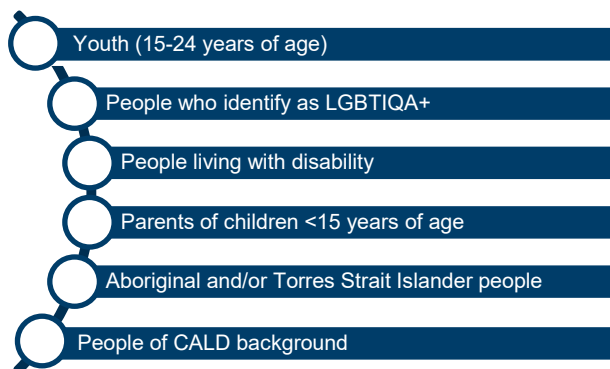 Youth (15-24 years of age)
People who identify as LGBTIQA+
People living with disability
Parents of children <15 years of age
Aboriginal and/or Torres Strait Islander people
People of CALD background